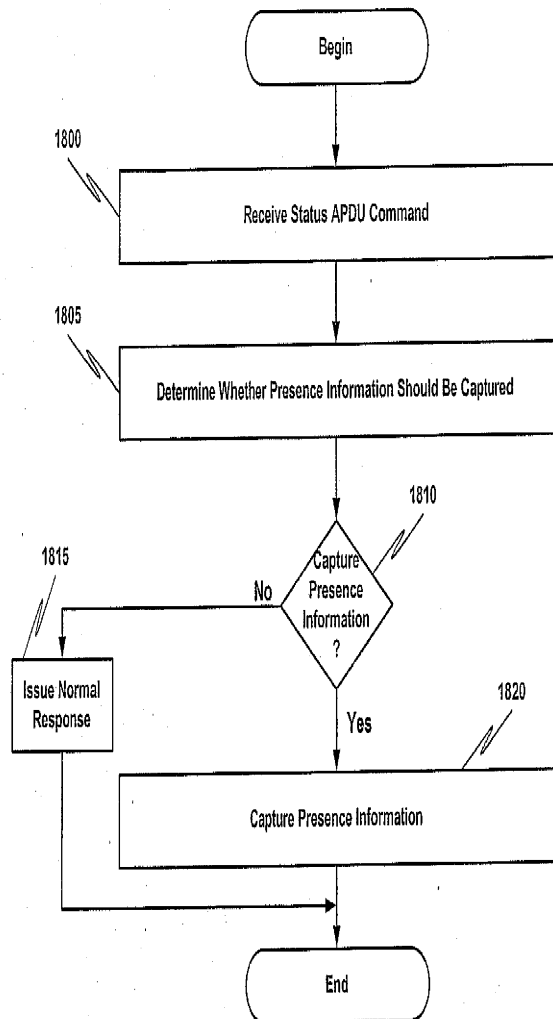 Begin
1800
Receive Status APDU Command
1805
Determine Whether Presence Information Should Be Captured
1810
Capture
Presence
Information
?
No
1815
Issue Normal
Response
Yes
1820
Capture Presence Information
End